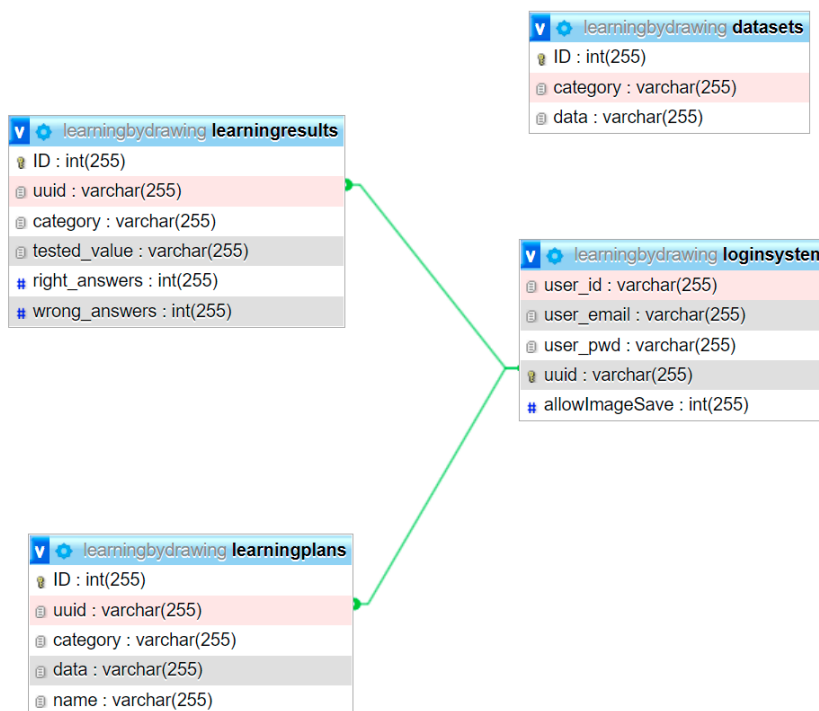 learningbydrawing datasets
ID : int(255)
category : varchar(255)
data : varchar(255)
learningbydrawing learningresults
ID : int(255)
uuid : varchar(255)
category : varchar(255)
tested_value : varchar(255)
right_answers : int(255)
wrong_answers : int(255)
learningbydrawing loginsystem
user_id : varchar(255)
user_email : varchar(255)
user_pwd : varchar(255)
uuid : varchar(255)
allowImageSave : int(255)
learningbydrawing learningplans
ID : int(255)
uuid : varchar(255)
category : varchar(255)
data : varchar(255)
name : varchar(255)